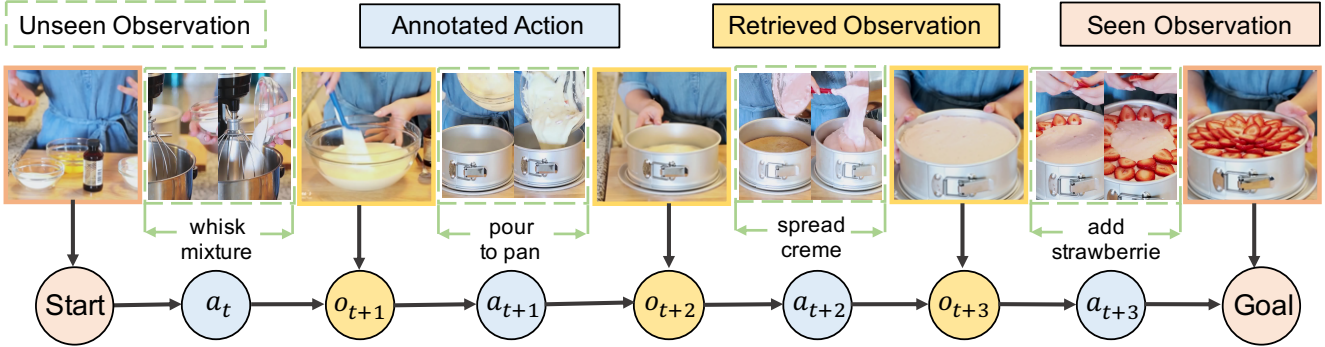 Unseen Observation
Annotated Action
Retrieved Observation
Seen Observation
whisk
mixture
pour
to pan
spread
creme
add
strawberrie
Start
a_t
o_{t+1}
a_{t+1}
o_{t+2}
a_{t+2}
o_{t+3}
a_{t+3}
Goal